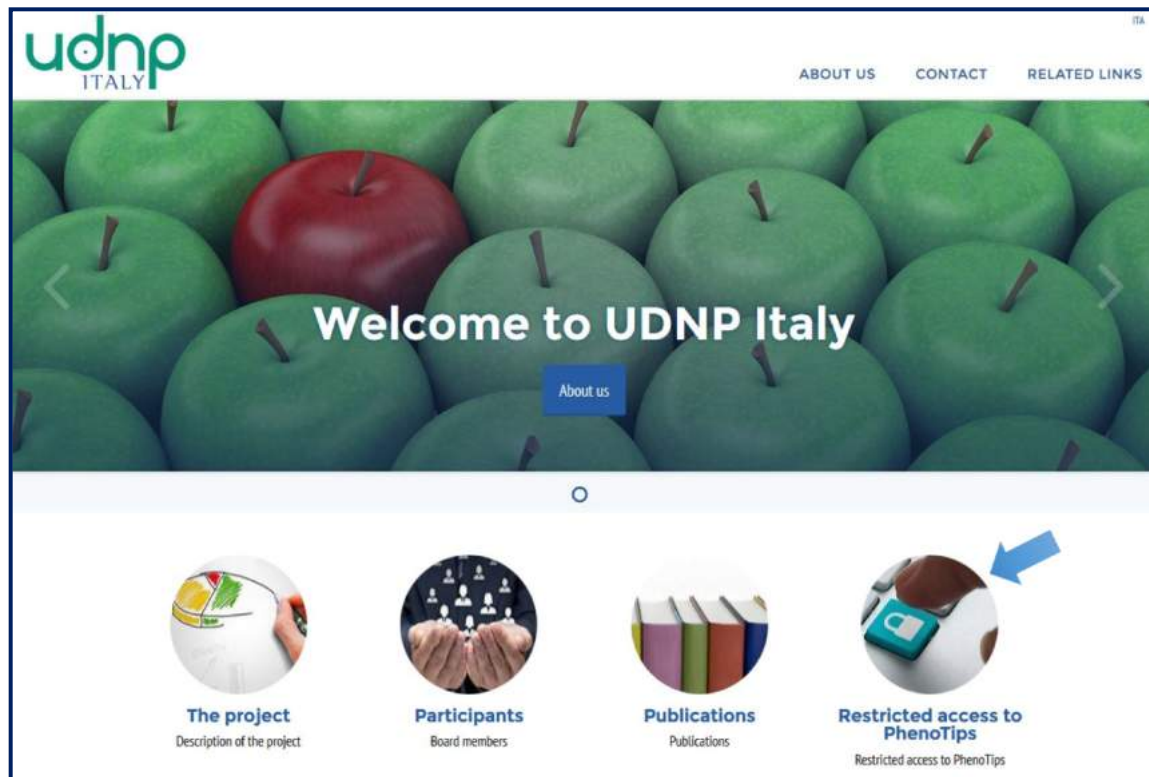 ITA
udnp
ITALY
ABOUT US CONTACT RELATED LINKS
Welcome to UDNP Italy
About us
The project
Description of the project
Participants
Board members
Publications
Publications
Restricted access to
PhenoTips
Restricted access to PhenoTips